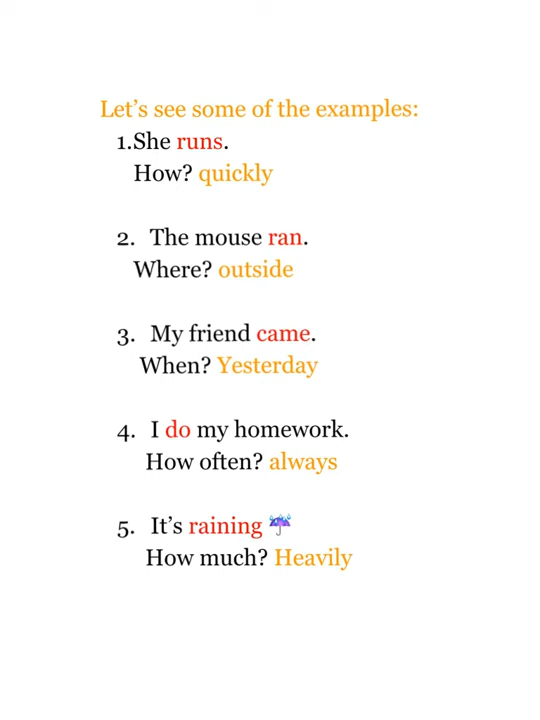 Let's see some of the examples:
1.She runs.
How? quickly
2. The mouse ran.
Where? outside
3. My friend came.
When? Yesterday
4. I do my homework.
How often? always
5. It's raining ☔
How much? Heavily